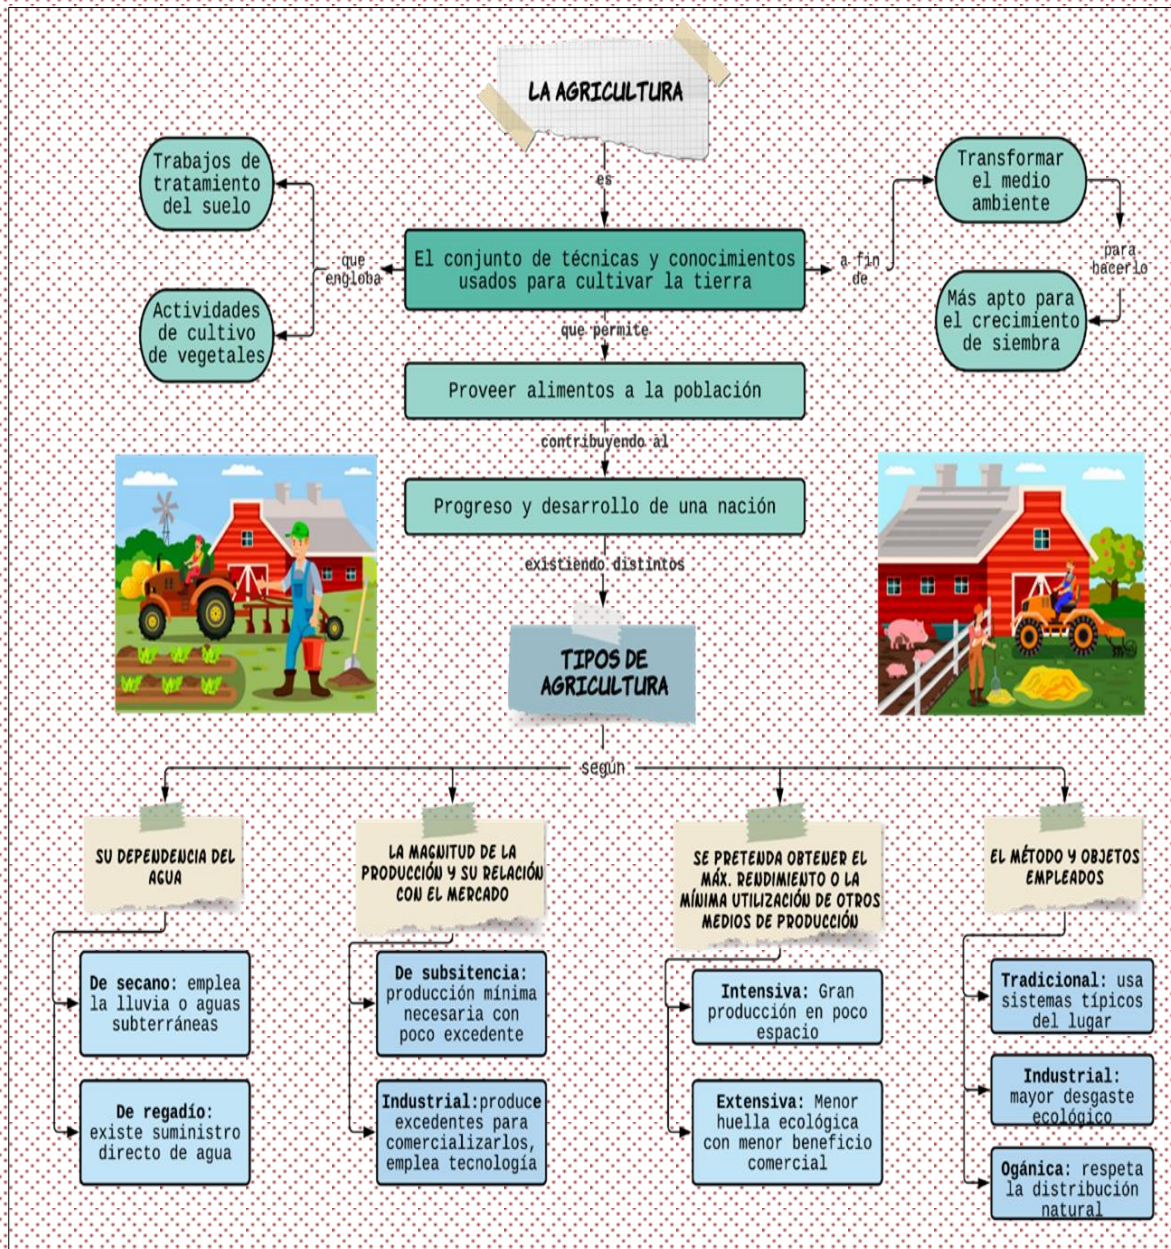 LA AGRICULTURA
es
Trabajos de
tratamiento
del suelo
Actividades
de cultivo
de vegetales
que
engloba
El conjunto de técnicas y conocimientos
usados para cultivar la tierra
a fin
de
Transformar
el medio
ambiente
para
hacerlo
Más apto para
el crecimiento
de siembra
que permite
Proveer alimentos a la población
contribuyendo al
Progreso y desarrollo de una nación
existiendo distintos
TIPOS DE
AGRICULTURA
según
SU DEPENDENCIA DEL
AGUA
De secano: emplea
la lluvia o aguas
subterráneas
De regadío:
existe suministro
directo de agua
LA MAGNITUD DE LA
PRODUCCIÓN Y SU RELACIÓN
CON EL MERCADO
De subsitencia:
producción mínima
necesaria con
poco excedente
Industrial:produce
excedentes para
comercializarlos,
emplea tecnología
SE PRETENDA OBTENER EL
MÁX. RENDIMIENTO O LA
MÍNIMA UTILIZACIÓN DE OTROS
MEDIOS DE PRODUCCIÓN
Intensiva: Gran
producción en poco
espacio
Extensiva: Menor
huella ecológica
con menor beneficio
comercial
EL MÉTODO Y OBJETOS
EMPLEADOS
Tradicional: usa
sistemas típicos
del lugar
Industrial:
mayor desgaste
ecológico
Ogánica: respeta
la distribución
natural